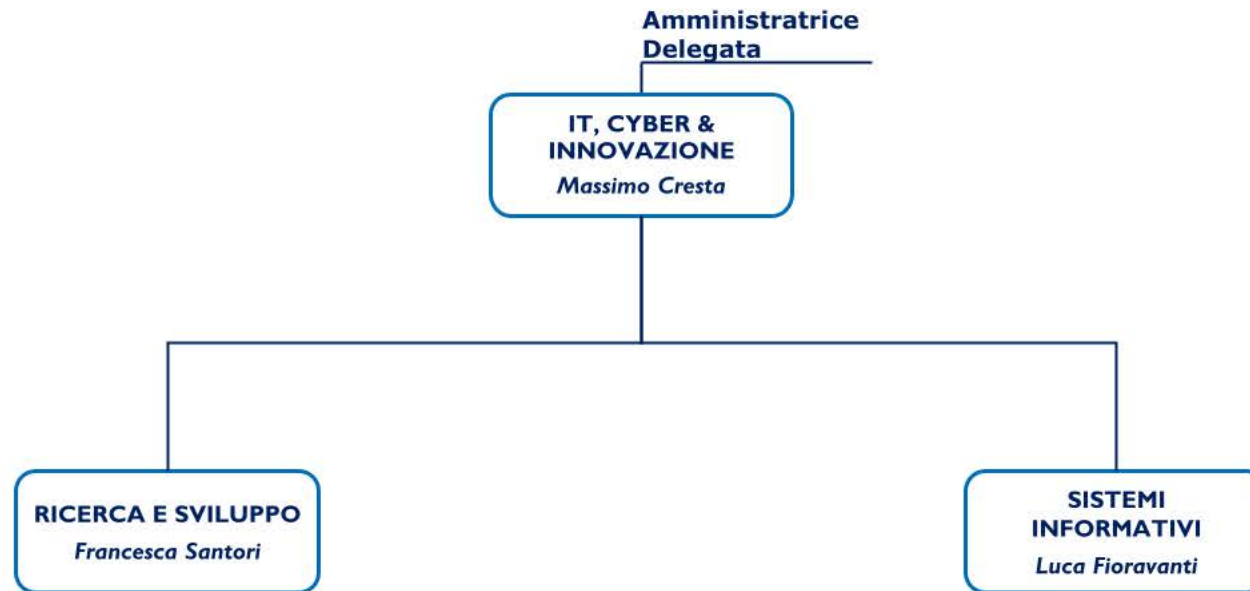 Amministratrice
Delegata
IT, CYBER &
INNOVAZIONE
Massimo Cresta
RICERCA E SVILUPPO
Francesca Santori
SISTEMI
INFORMATIVI
Luca Fioravanti